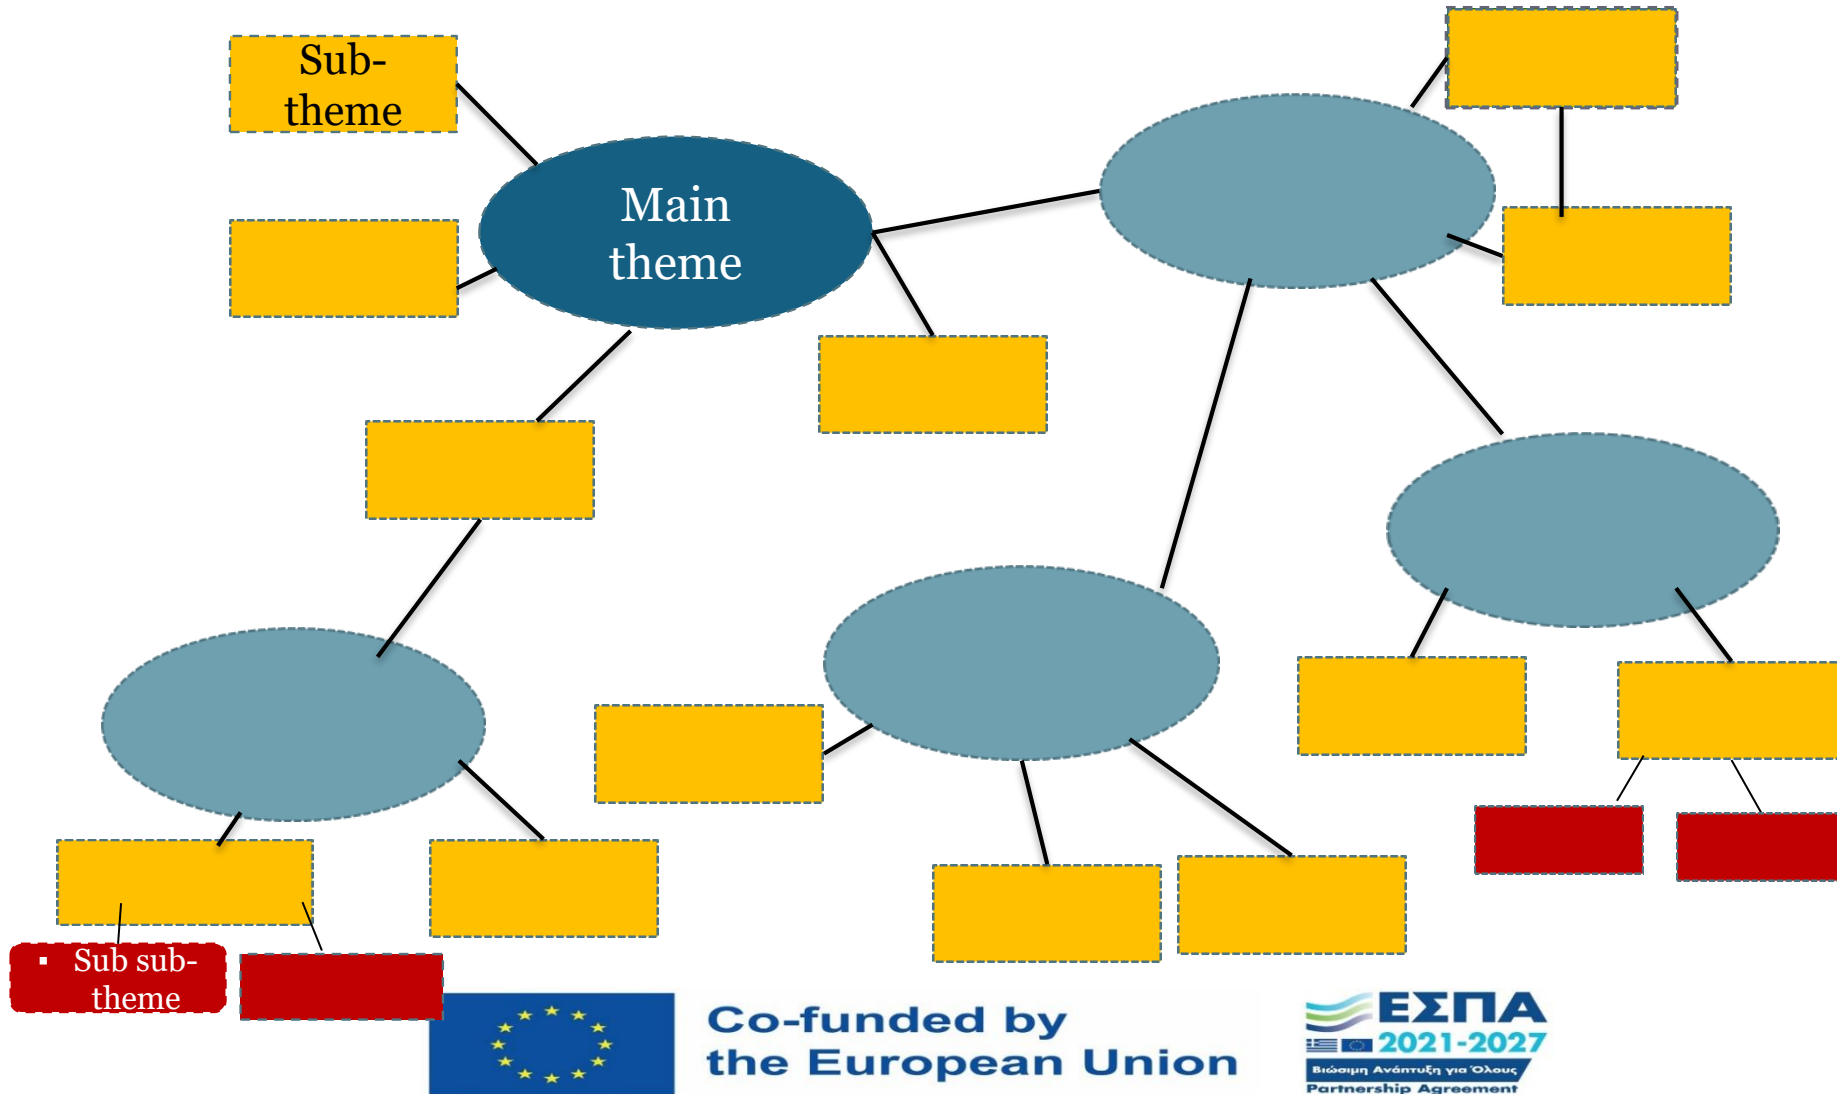 Sub-
theme
Main
theme
▪ Sub sub-
theme
Co-funded by
the European Union
ΕΣΠΑ
2021-2027
Βιώσιμη Ανάπτυξη για Όλους
Partnership Agreement